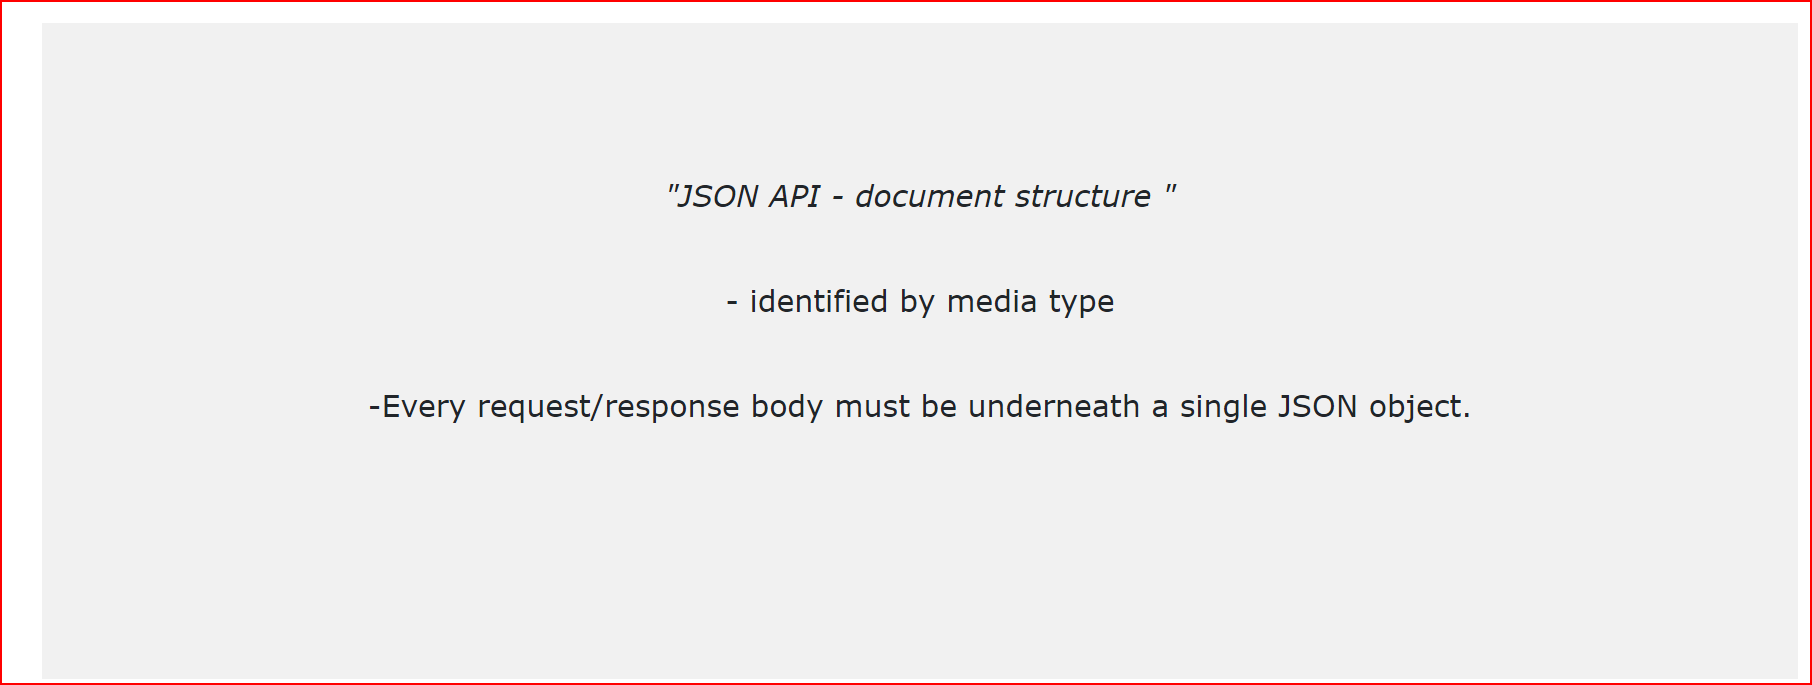 "JSON API - document structure "
- identified by media type
-Every request/response body must be underneath a single JSON object.